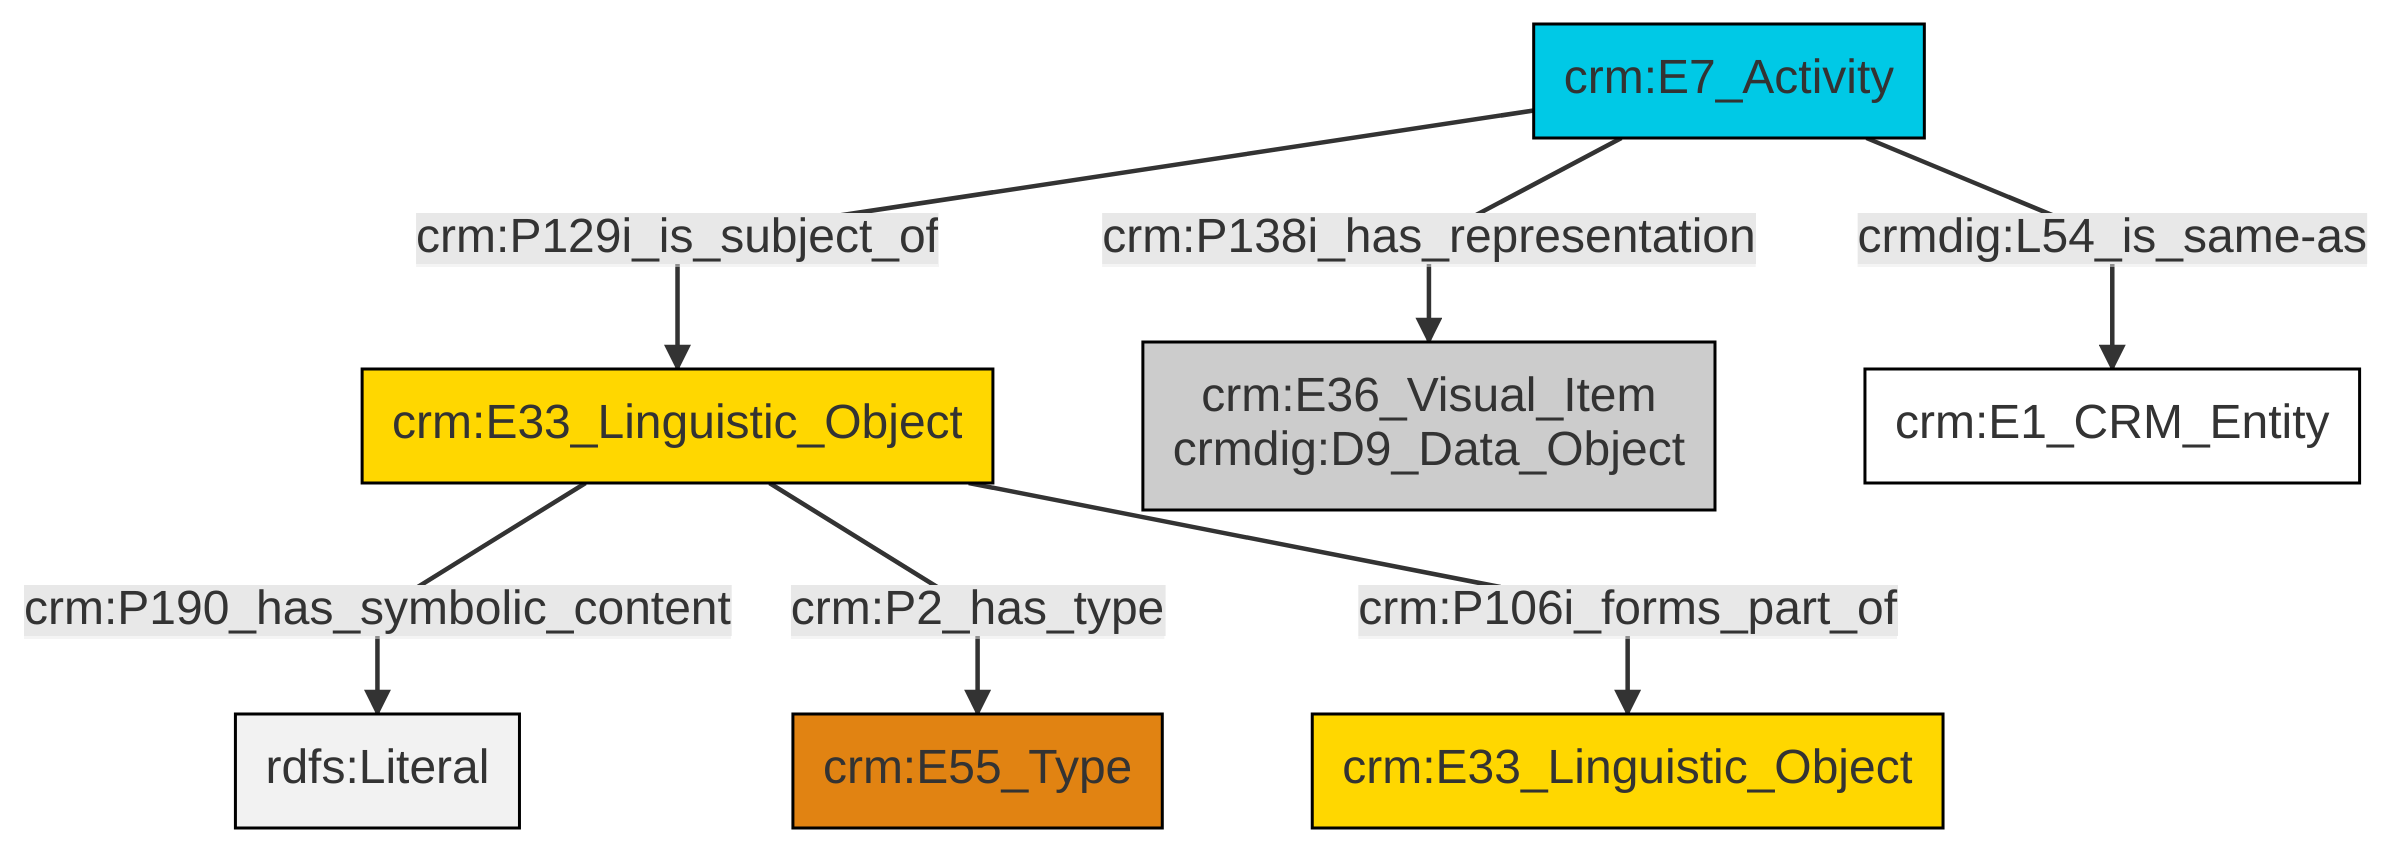 crm:E7_Activity
crm:P129i_is_subject_of
crm:P138i_has_representation
crmdig:L54_is_same-as
crm:E33_Linguistic_Object
crm:E36_Visual_Item
crmdig:D9_Data_Object
crm:E1_CRM_Entity
crm:P190_has_symbolic_content
crm:P2_has_type
crm:P106i_forms_part_of
rdfs:Literal
crm:E55_Type
crm:E33_Linguistic_Object